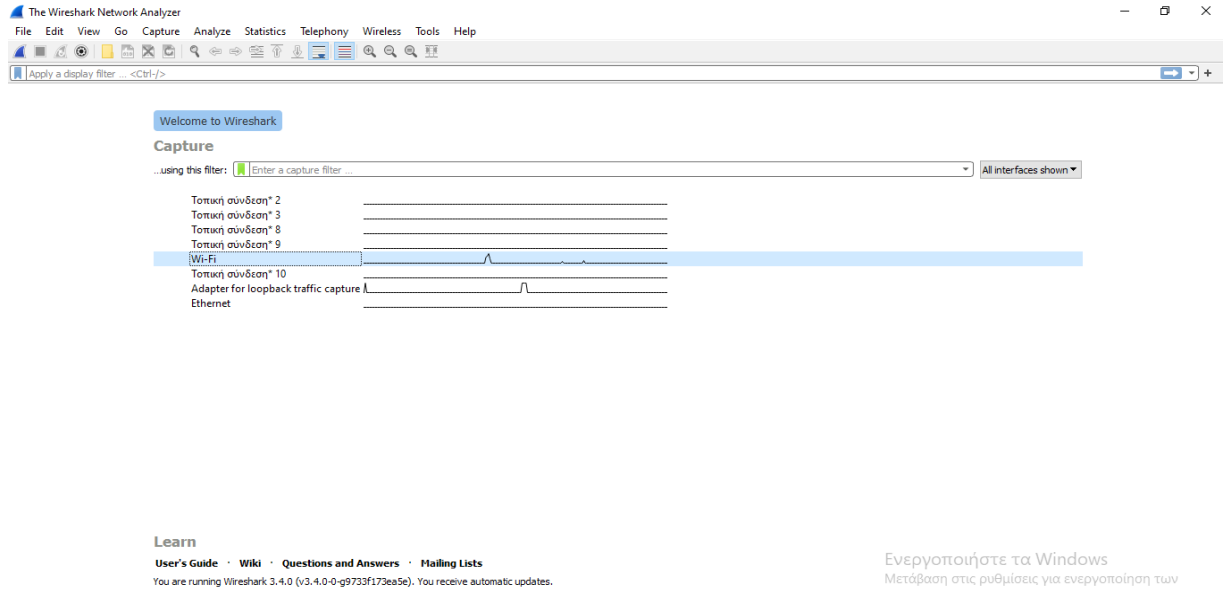 The Wireshark Network Analyzer
File Edit View Go Capture Analyze Statistics Telephony Wireless Tools Help
Apply a display filter ... <Ctrl-/>
Welcome to Wireshark
Capture
...using this filter: Enter a capture filter ... All interfaces shown
Τοπική σύνδεση* 2
Τοπική σύνδεση* 3
Τοπική σύνδεση* 8
Τοπική σύνδεση* 9
Wi-Fi
Τοπική σύνδεση* 10
Adapter for loopback traffic capture
Ethernet
Learn
User's Guide · Wiki · Questions and Answers · Mailing Lists
You are running Wireshark 3.4.0 (v3.4.0-0-g9733f173ea5e). You receive automatic updates.
Ενεργοποιήστε τα Windows
Μετάβαση στις ρυθμίσεις για ενεργοποίηση των